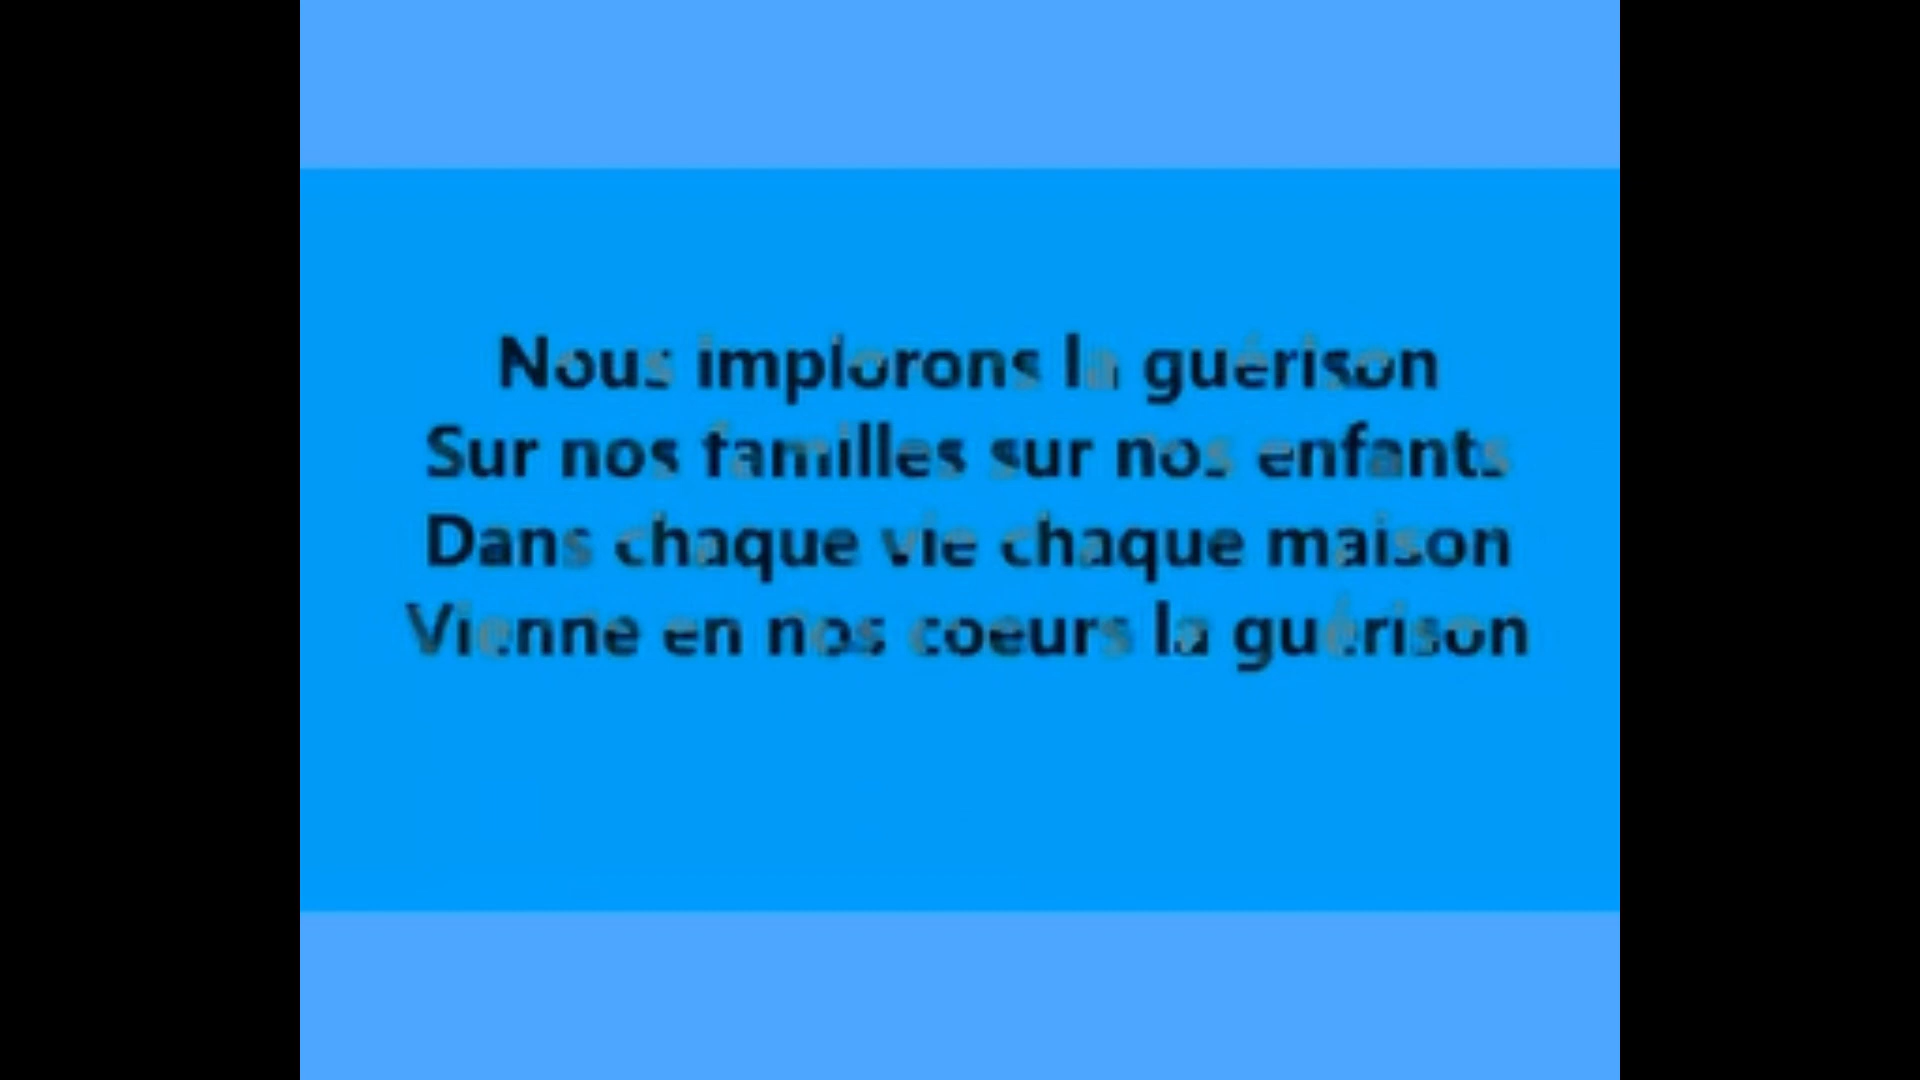 Nous implorons la guérison
Sur nos familles sur nos enfants
Dans chaque vie chaque maison
Vienne en nos coeurs la guérison